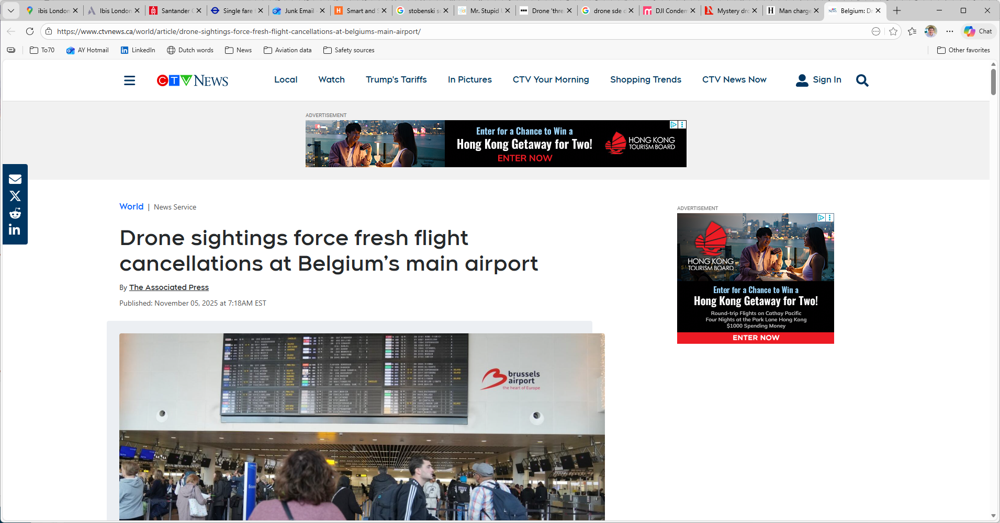 ibis London
Ibis London
Santander C
Single fare f
Junk Email -
Smart and S
stobenski sc
Mr. Stupid U
Drone 'thre
drone sde c
DJI Condem
Mystery dro
Man charge
Belgium: Dr
https://www.ctvnews.ca/world/article/drone-sightings-force-fresh-flight-cancellations-at-belgiums-main-airport/
Chat
To70
AY Hotmail
LinkedIn
Dutch words
News
Aviation data
Safety sources
Other favorites
CTV NEWS
Local
Watch
Trump's Tariffs
In Pictures
CTV Your Morning
Shopping Trends
CTV News Now
Sign In
ADVERTISEMENT
Enter for a Chance to Win a
Hong Kong Getaway for Two!
ENTER NOW
HONG KONG
TOURISM BOARD
World | News Service
Drone sightings force fresh flight
cancellations at Belgium's main airport
By The Associated Press
Published: November 05, 2025 at 7:18AM EST
brussels
airport
the heart of Europe
ADVERTISEMENT
HONG KONG
TOURISM BOARD
Enter for a Chance to Win a
Hong Kong Getaway for Two!
Round-trip Flights on Cathay Pacific
Four Nights at the Park Lane Hong Kong
$1000 Spending Money
ENTER NOW